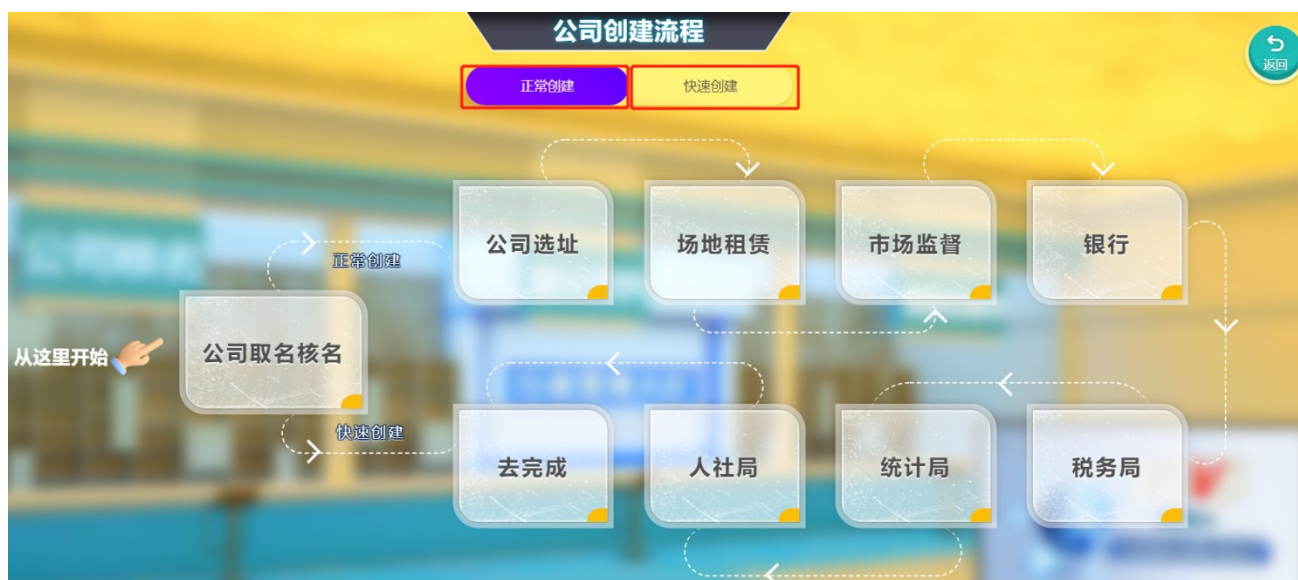 公司创建流程
返回
正常创建
快速创建
公司选址
场地租赁
市场监督
银行
正常创建
从这里开始
公司取名核名
快速创建
去完成
人社局
统计局
税务局